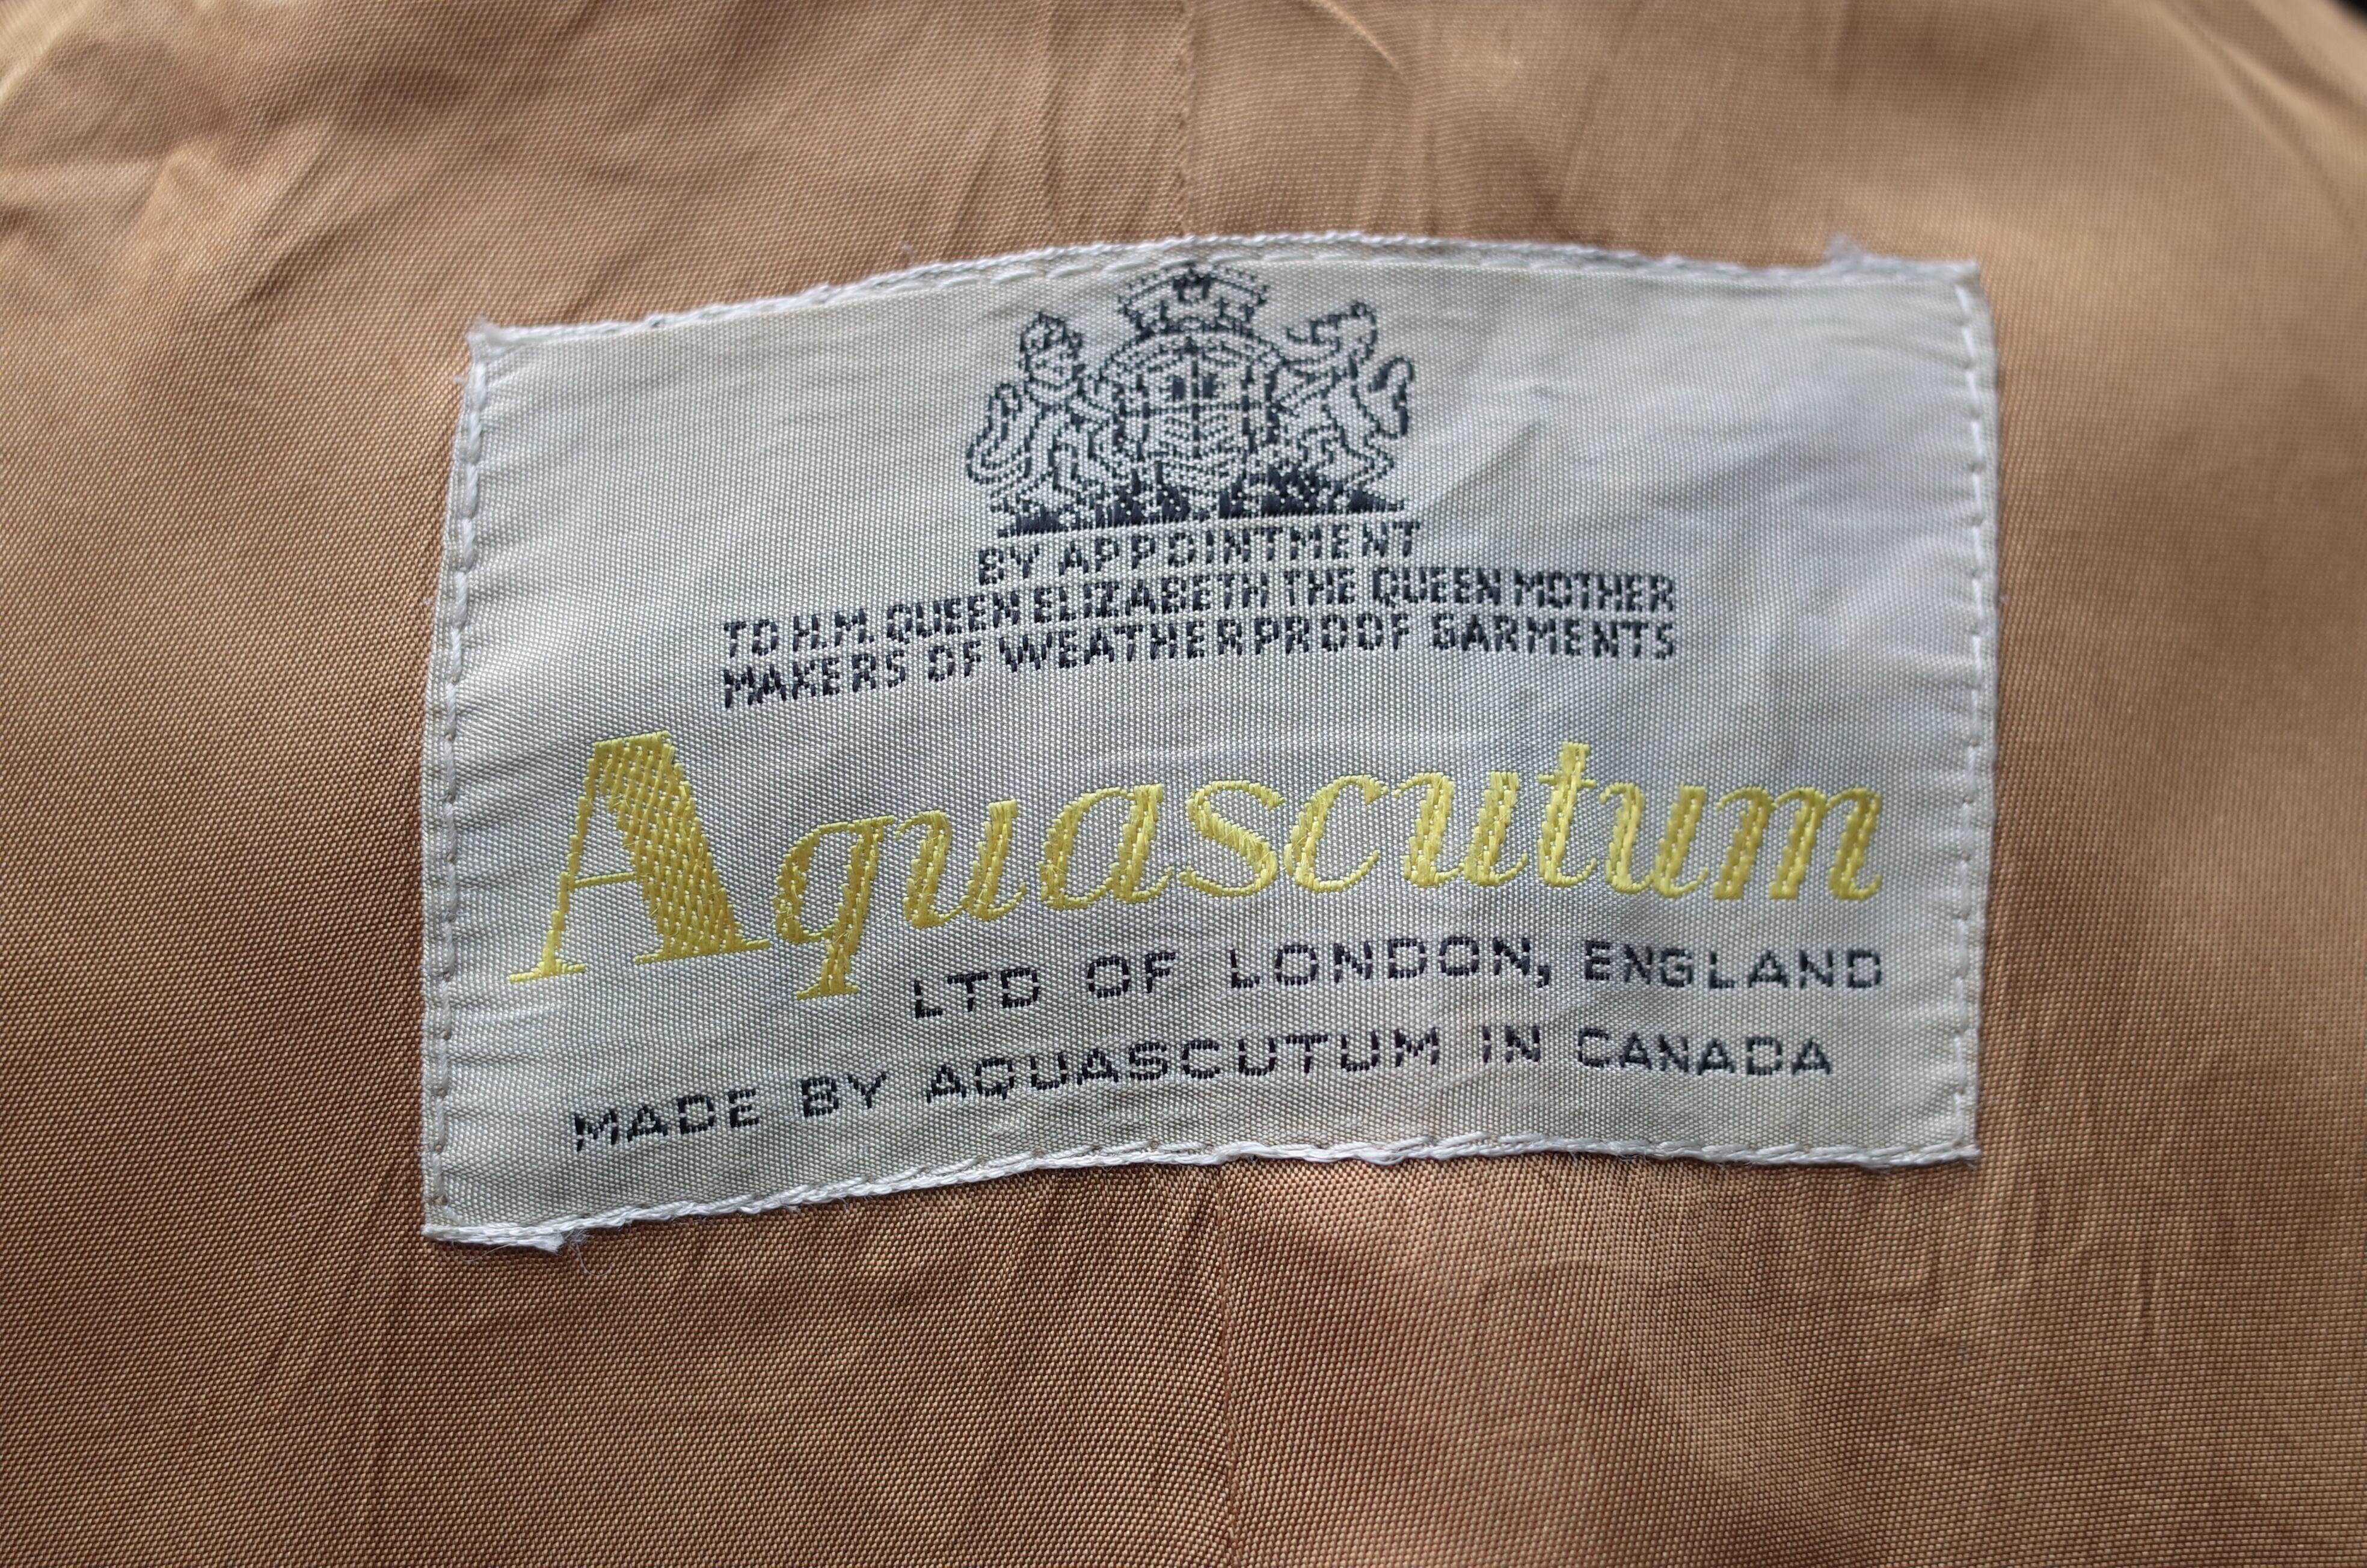 BY APPOINTMENT
TO H.M. QUEEN ELIZABETH THE QUEEN MOTHER
MAKERS OF WEATHERPROOF GARMENTS
Aquascutum
LTD OF LONDON, ENGLAND
MADE BY AQUASCUTUM IN CANADA